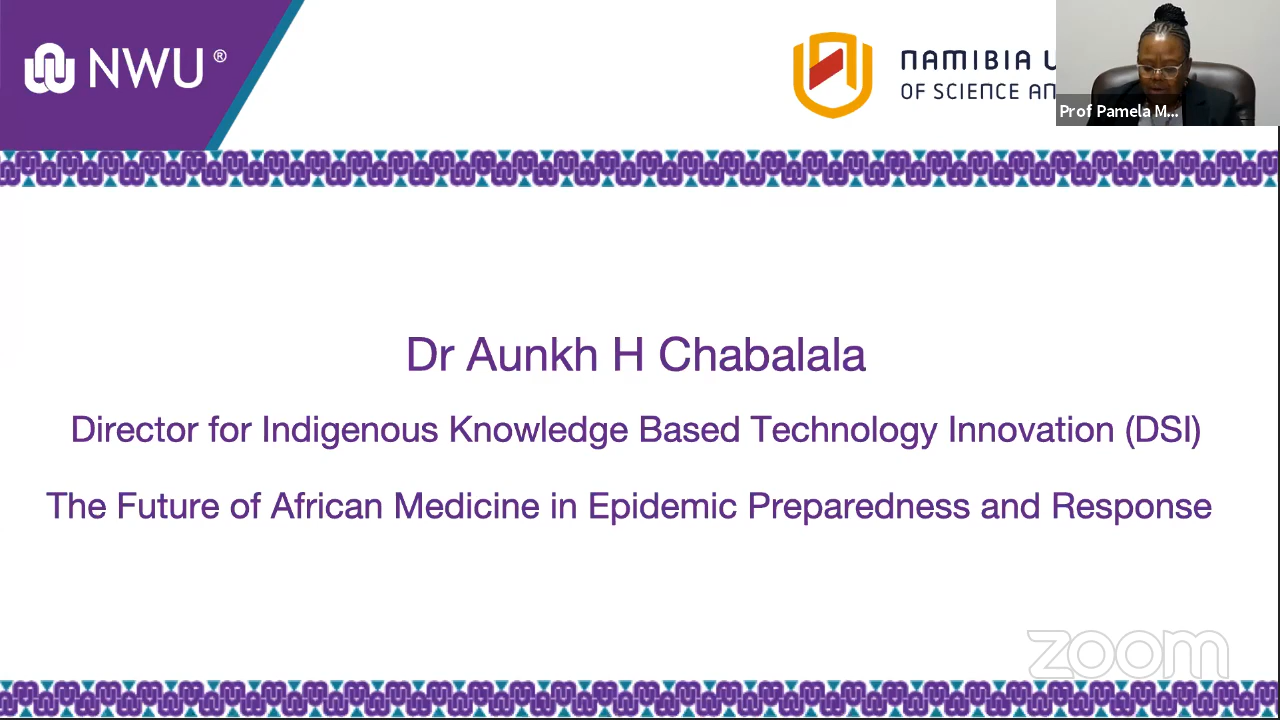 NWU®
NAMIBIA U
OF SCIENCE AN
Prof Pamela M...
Dr Aunkh H Chabalala
Director for Indigenous Knowledge Based Technology Innovation (DSI)
The Future of African Medicine in Epidemic Preparedness and Response
zoom